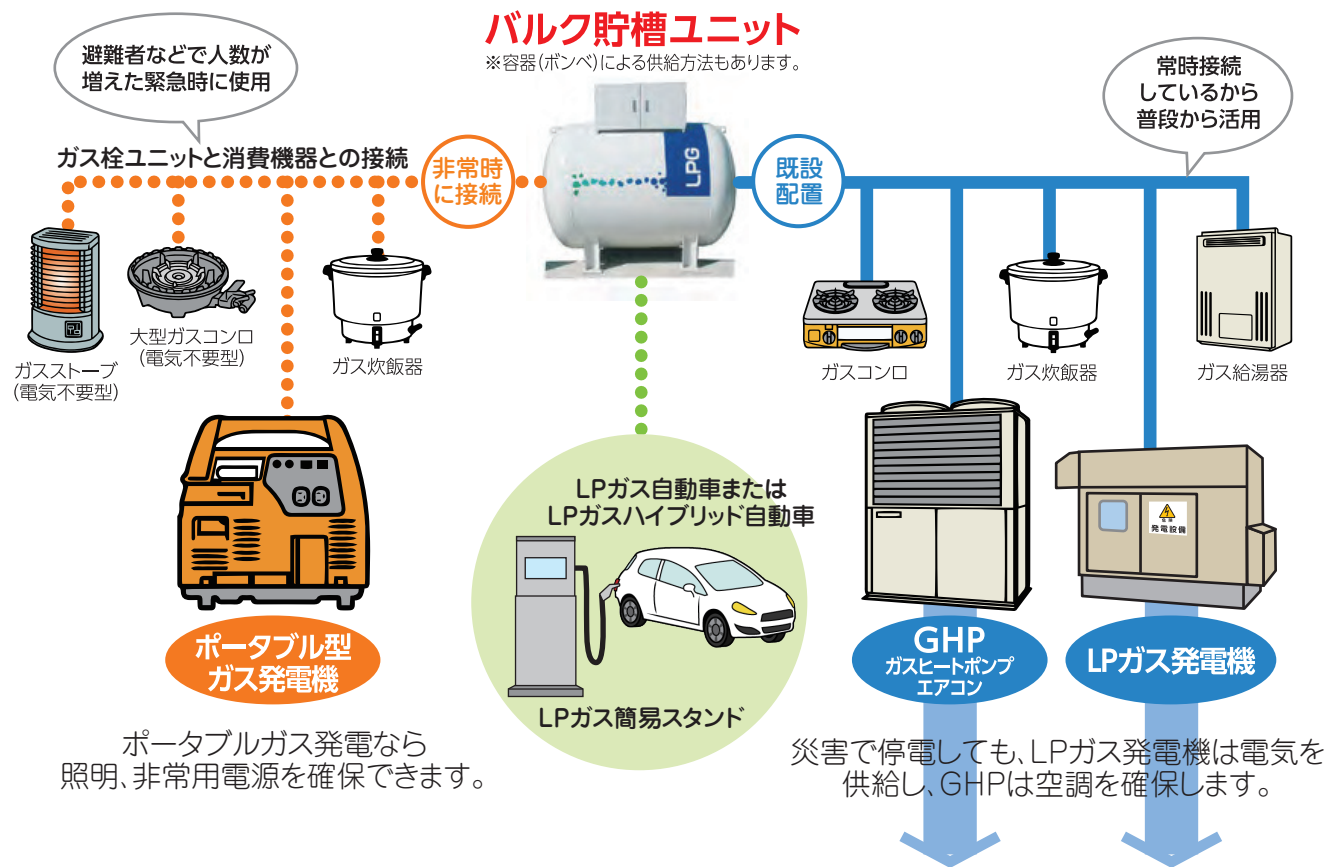 バルク貯槽ユニット
※容器(ボンベ)による供給方法もあります。
避難者などで人数が
増えた緊急時に使用
常時接続
しているから
普段から活用
ガス栓ユニットと消費機器との接続
非常時
に接続
LPG
既設
配置
ガスストーブ
(電気不要型)
大型ガスコンロ
(電気不要型)
ガス炊飯器
ガスコンロ
ガス炊飯器
ガス給湯器
ポータブル型
ガス発電機
ポータブルガス発電なら
照明、非常用電源を確保できます。
LPガス自動車または
LPガスハイブリッド自動車
LPガス簡易スタンド
発電設備
GHP
ガスヒートポンプ
エアコン
LPガス発電機
災害で停電しても、LPガス発電機は電気を
供給し、GHPは空調を確保します。